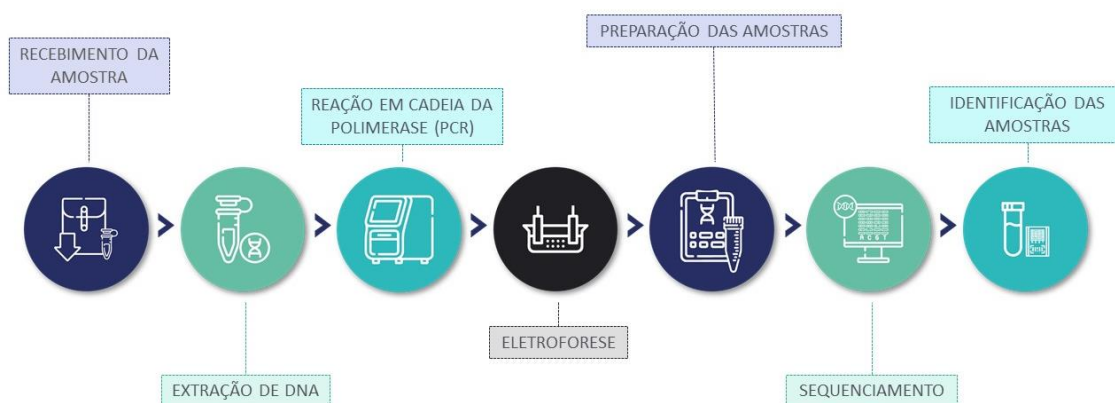 RECEBIMENTO DA
AMOSTRA
EXTRAÇÃO DE DNA
REAÇÃO EM CADEIA DA
POLIMERASE (PCR)
ELETROFORESE
PREPARAÇÃO DAS AMOSTRAS
SEQUENCIAMENTO
A C G T
IDENTIFICAÇÃO DAS
AMOSTRAS